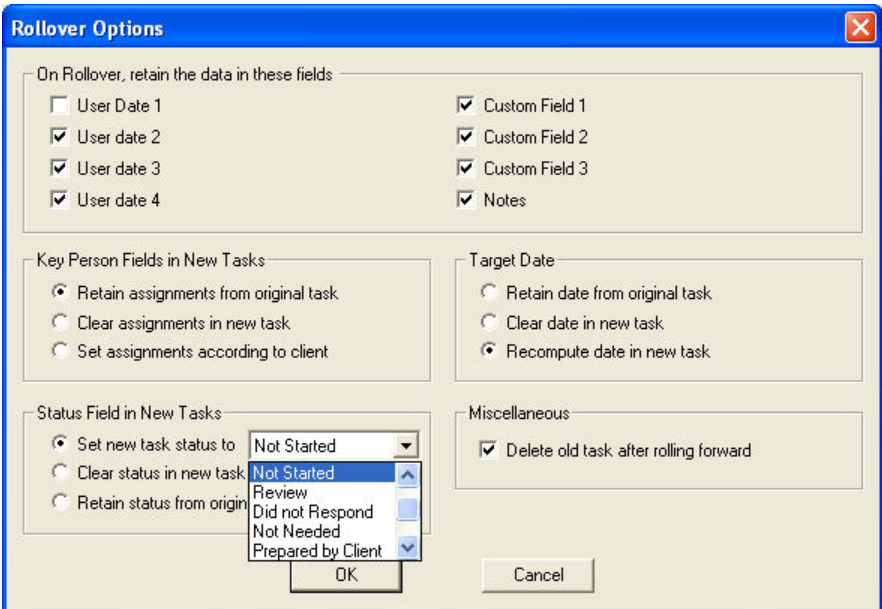 Rollover Options
On Rollover, retain the data in these fields
User Date 1
User date 2
User date 3
User date 4
Custom Field 1
Custom Field 2
Custom Field 3
Notes
Key Person Fields in New Tasks
Retain assignments from original task
Clear assignments in new task
Set assignments according to client
Target Date
Retain date from original task
Clear date in new task
Recompute date in new task
Status Field in New Tasks
Set new task status to
Not Started
Clear status in new task
Retain status from origin
Not Started
Review
Did not Respond
Not Needed
Prepared by Client
Miscellaneous
Delete old task after rolling forward
OK
Cancel